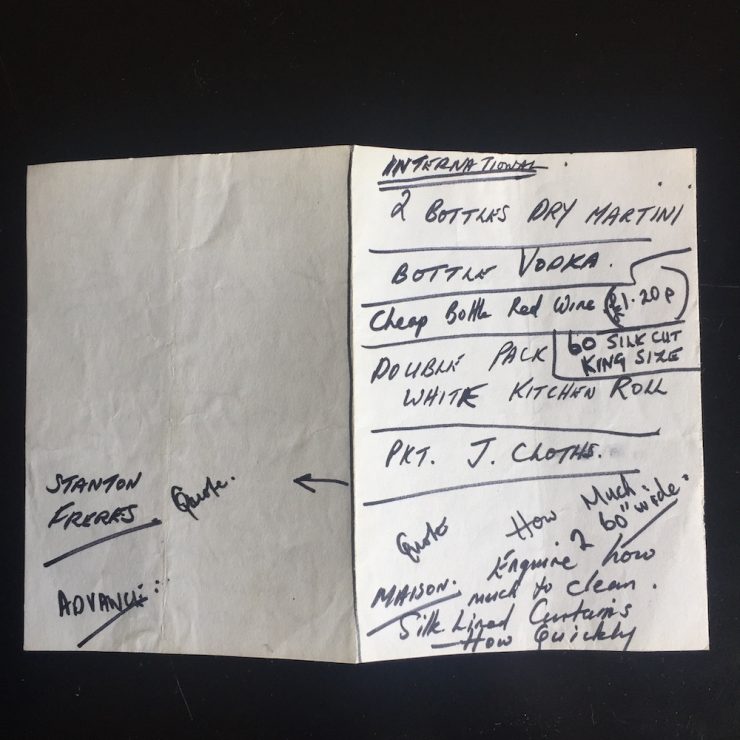 INTERNATIONAL.
2 BOTTLES DRY MARTINI
BOTTLE VODKA.
Cheap Bottle Red Wine (£1.20p)
60 SILK CUT
KING SIZE
DOUBLE PACK
WHITE KITCHEN ROLL
PKT. J. CLOTHS.
Quote How Much:
2 60" wide:
Enquire how
MAISON. much to clean.
Silk Lined Curtains
—How Quickly
STANTON Quote.
FRERES
ADVANCE: